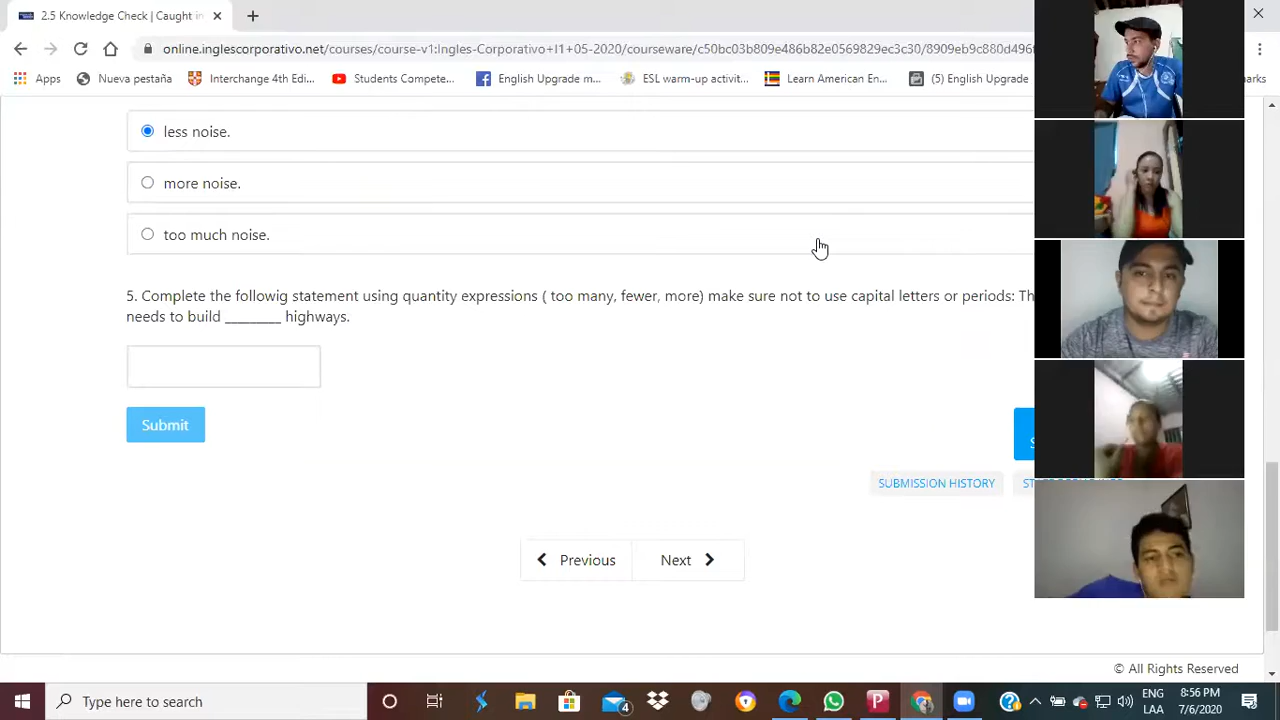 2.5 Knowledge Check | Caught in
online.inglescorporativo.net/courses/course-v1:Ingles-Corporativo+I1+05-2020/courseware/
Apps
Nueva pestaña
Interchange 4th Edi...
Students Compete...
English Upgrade m...
ESL warm-up activit...
Learn American En...
(5) English Upgrade
less noise.
more noise.
too much noise.
5. Complete the followig statement using quantity expressions ( too many, fewer, more) make sure not to use capital letters or periods: Th
needs to build ________ highways.
Submit
SUBMISSION HISTORY
Previous
Next
© All Rights Reserved
Type here to search
ENG
LAA
8:56 PM
7/6/2020